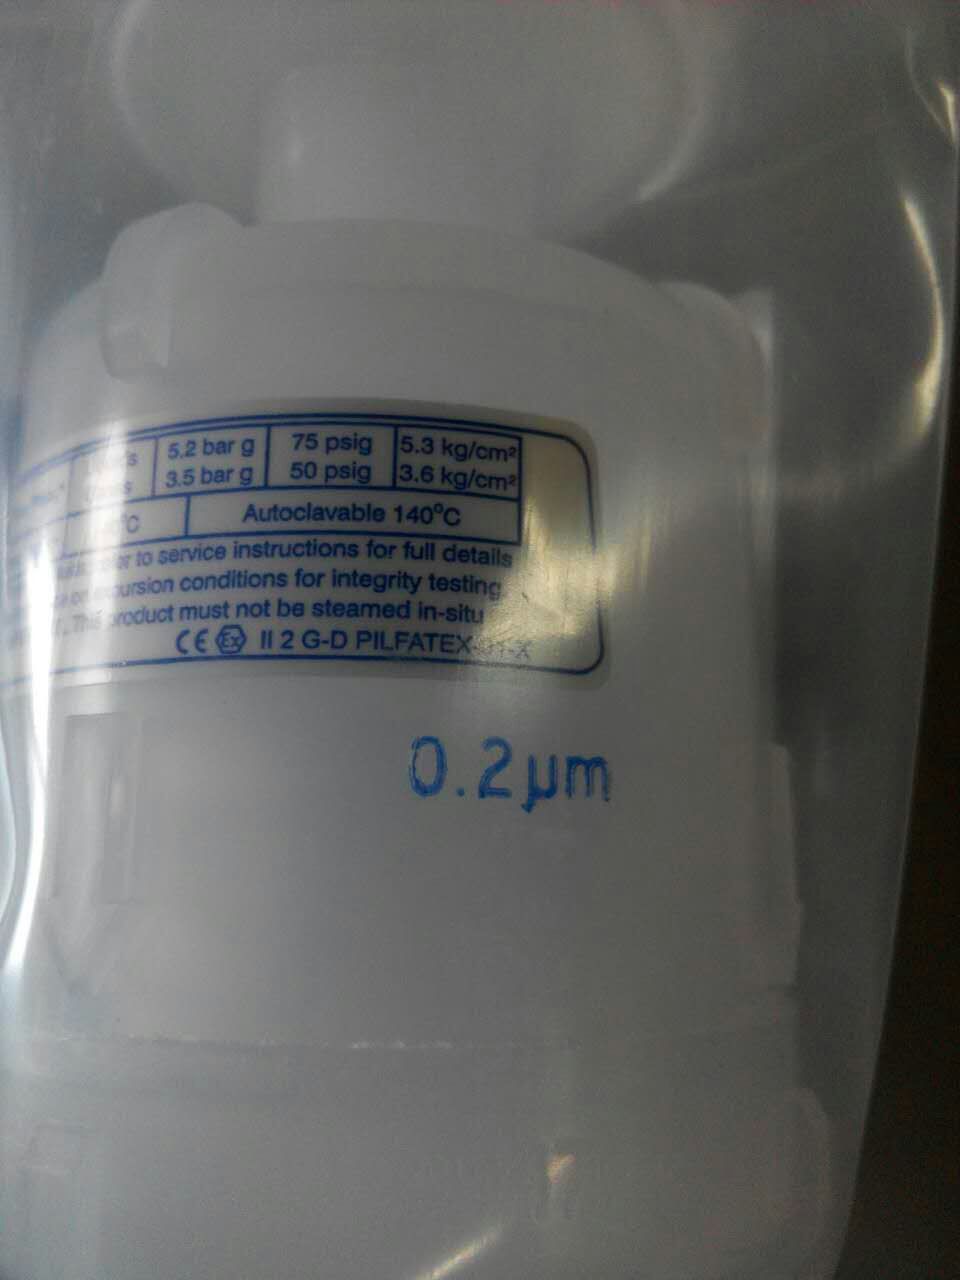 5.2 bar g 75 psig 5.3 kg/cm²
3.5 bar g 50 psig 3.6 kg/cm²
°C Autoclavable 140°C
to service instructions for full details
conditions for integrity testing
product must not be steamed in-situ
CE Ex II 2 G-D PILFATEX
0.2µm